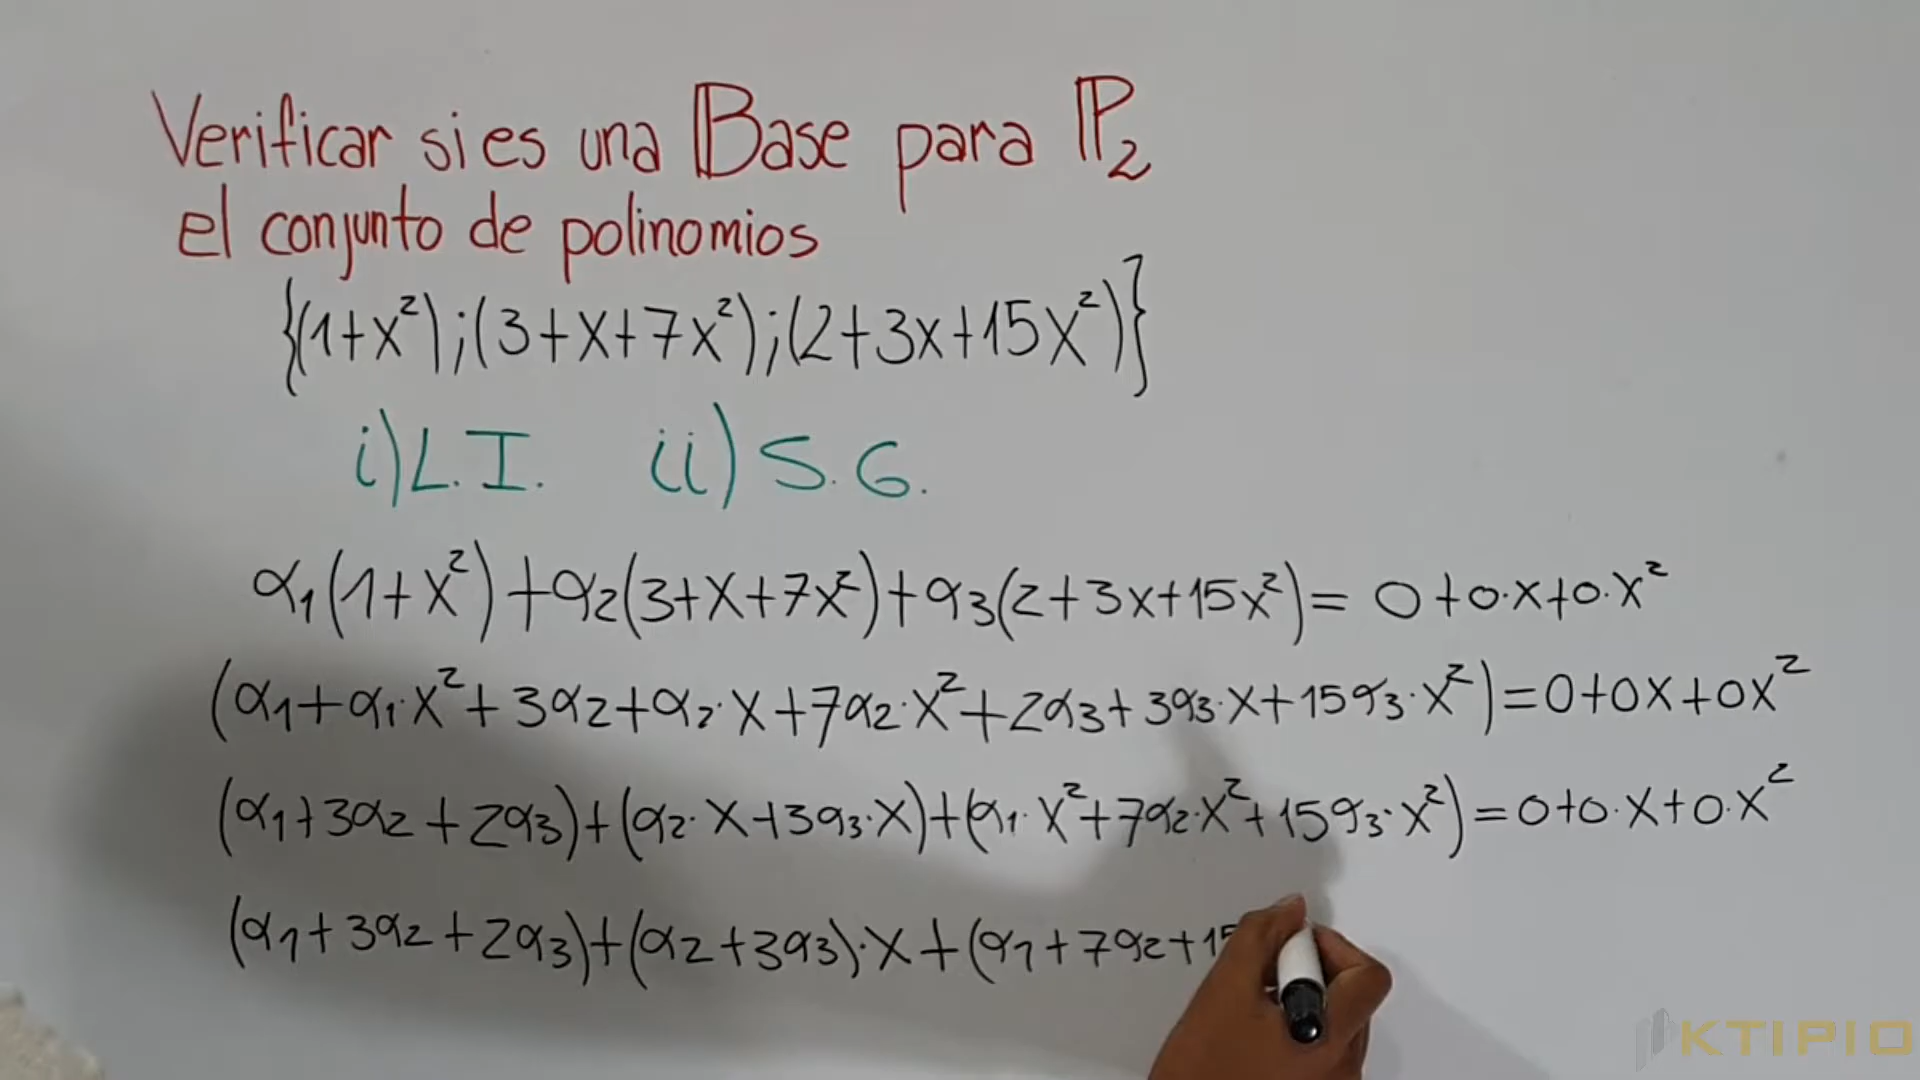 Verificar si es una Base para ℙ₂
el conjunto de polinomios
{(1+x²);(3+x+7x²);(2+3x+15x²)}
i) L.I. ii) S.G.
α₁(1+x²)+α₂(3+x+7x²)+α₃(2+3x+15x²)= 0+0·x+0·x²
(α₁+α₁·x²+3α₂+α₂·x+7α₂·x²+2α₃+3α₃·x+15α₃·x²)=0+0x+0x²
(α₁+3α₂+2α₃)+(α₂·x+3α₃·x)+(α₁·x²+7α₂·x²+15α₃·x²)=0+0·x+0·x²
(α₁+3α₂+2α₃)+(α₂+3α₃)·x+(α₁+7α₂+15
KTIPIO